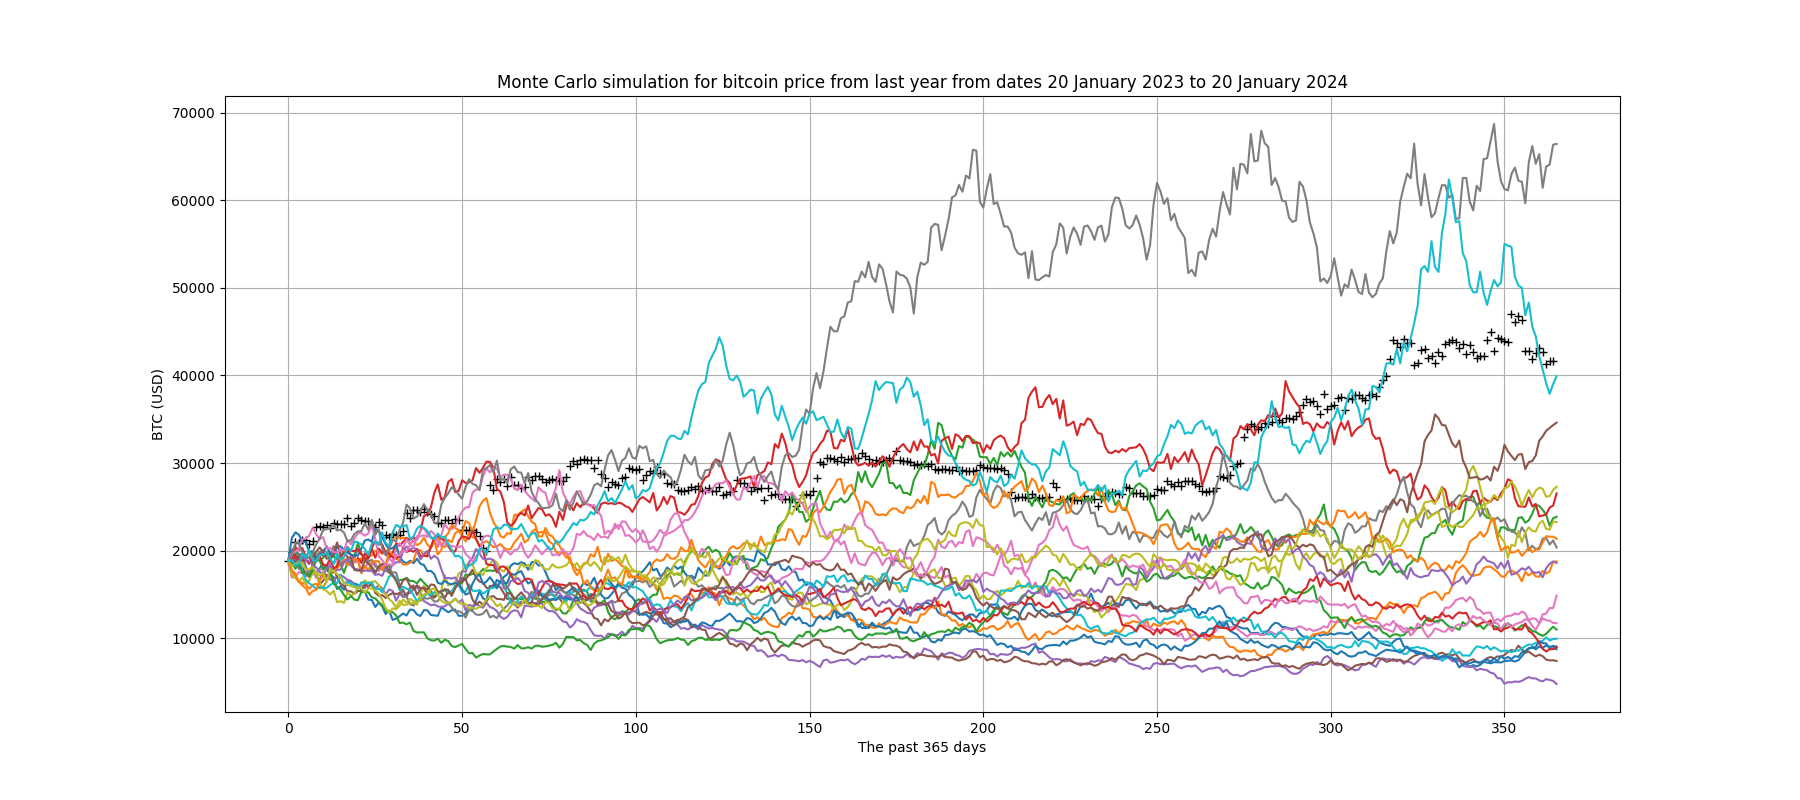 Monte Carlo simulation for bitcoin price from last year from dates 20 January 2023 to 20 January 2024
70000
60000
50000
40000
30000
20000
10000
BTC (USD)
0 50 100 150 200 250 300 350
The past 365 days